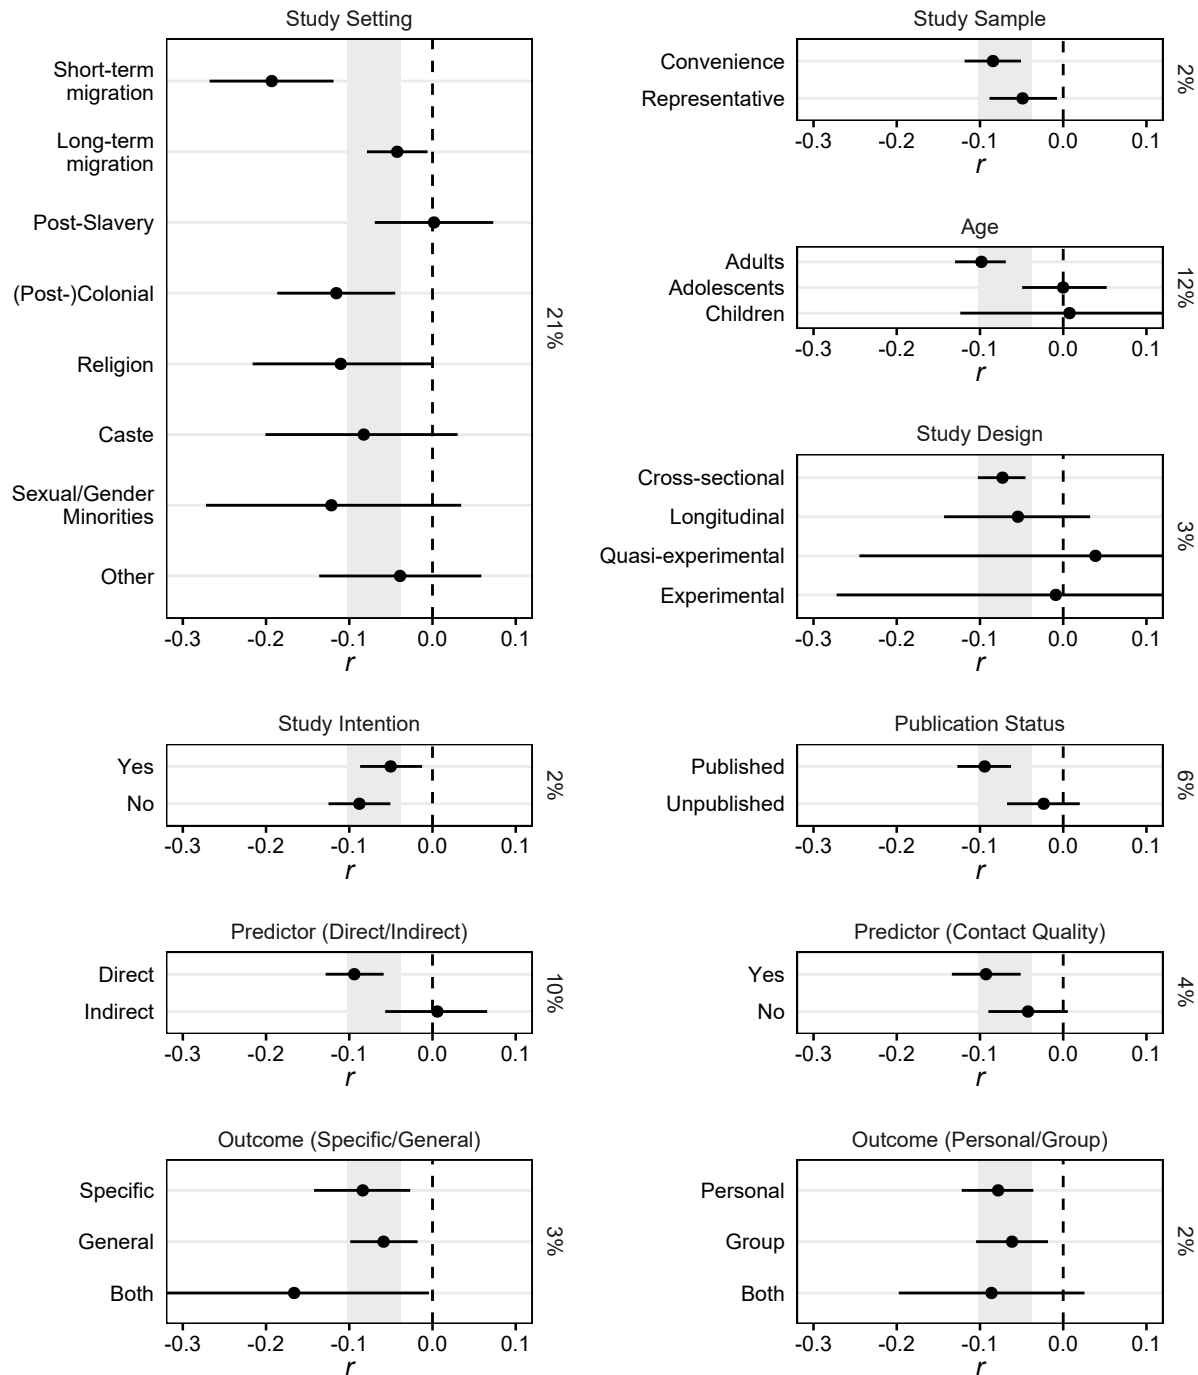 Study Setting
Short-term
migration
Long-term
migration
Post-Slavery
(Post-)Colonial
Religion
Caste
Sexual/Gender
Minorities
Other
21%
-0.3 -0.2 -0.1 0.0 0.1
r
Study Sample
Convenience
Representative
2%
-0.3 -0.2 -0.1 0.0 0.1
r
Age
Adults
Adolescents
Children
12%
-0.3 -0.2 -0.1 0.0 0.1
r
Study Design
Cross-sectional
Longitudinal
Quasi-experimental
Experimental
3%
-0.3 -0.2 -0.1 0.0 0.1
r
Study Intention
Yes
No
2%
-0.3 -0.2 -0.1 0.0 0.1
r
Publication Status
Published
Unpublished
6%
-0.3 -0.2 -0.1 0.0 0.1
r
Predictor (Direct/Indirect)
Direct
Indirect
10%
-0.3 -0.2 -0.1 0.0 0.1
r
Predictor (Contact Quality)
Yes
No
4%
-0.3 -0.2 -0.1 0.0 0.1
r
Outcome (Specific/General)
Specific
General
Both
3%
-0.3 -0.2 -0.1 0.0 0.1
r
Outcome (Personal/Group)
Personal
Group
Both
2%
-0.3 -0.2 -0.1 0.0 0.1
r